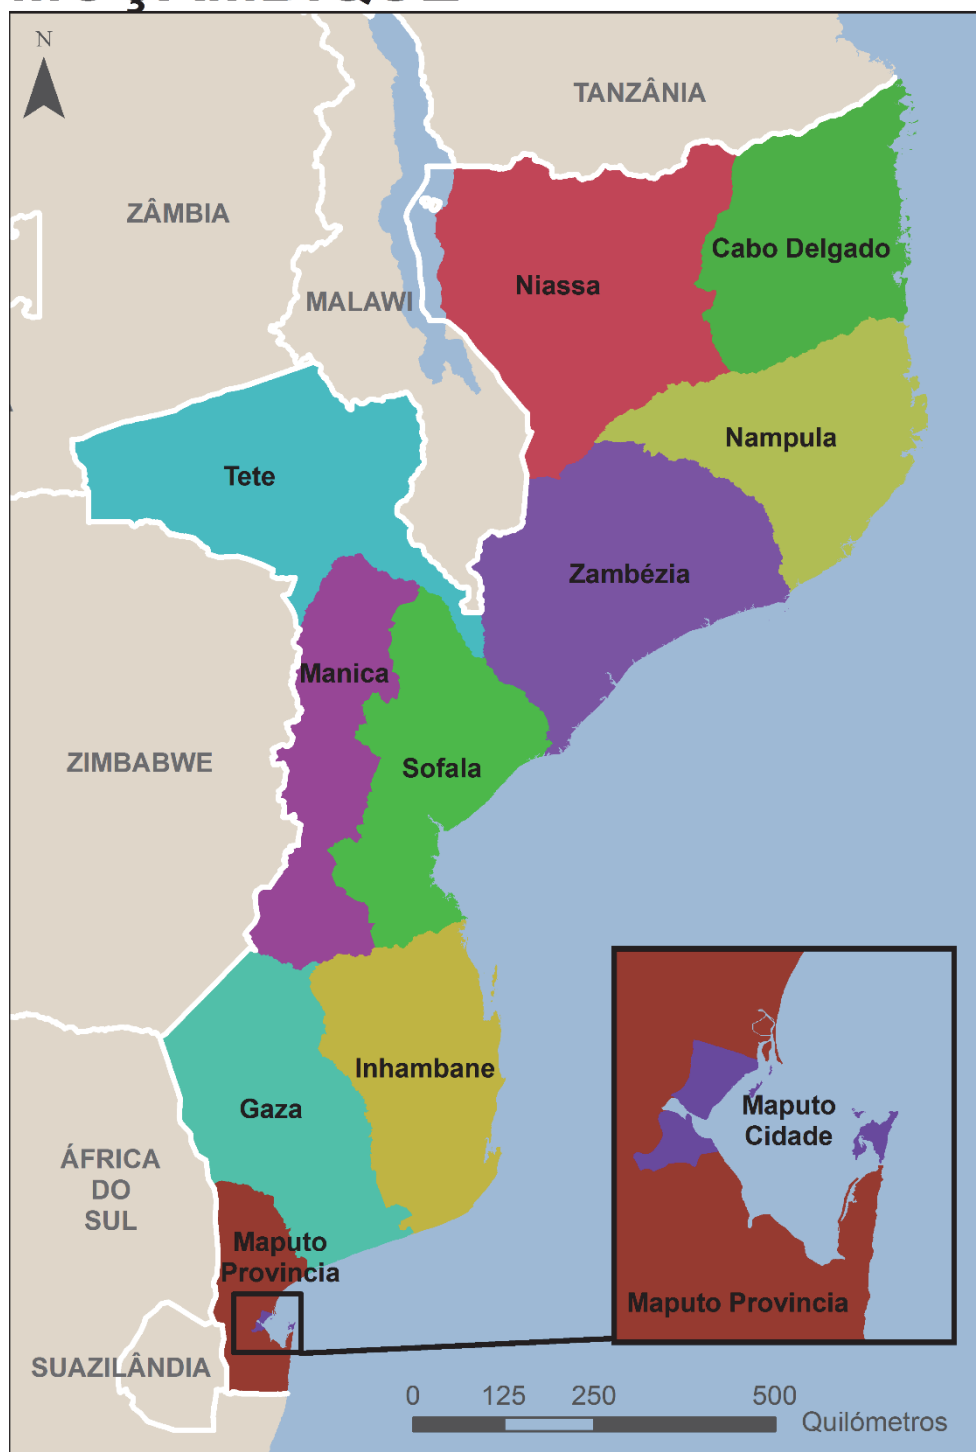 N
TANZÂNIA
ZÂMBIA
Cabo Delgado
Niassa
MALAWI
Nampula
Tete
Zambézia
Manica
ZIMBABWE
Sofala
Inhambane
Gaza
Maputo
Cidade
ÁFRICA
DO
SUL
Maputo
Provincia
Maputo Provincia
SUAZILÂNDIA
0 125 250 500
Quilómetros